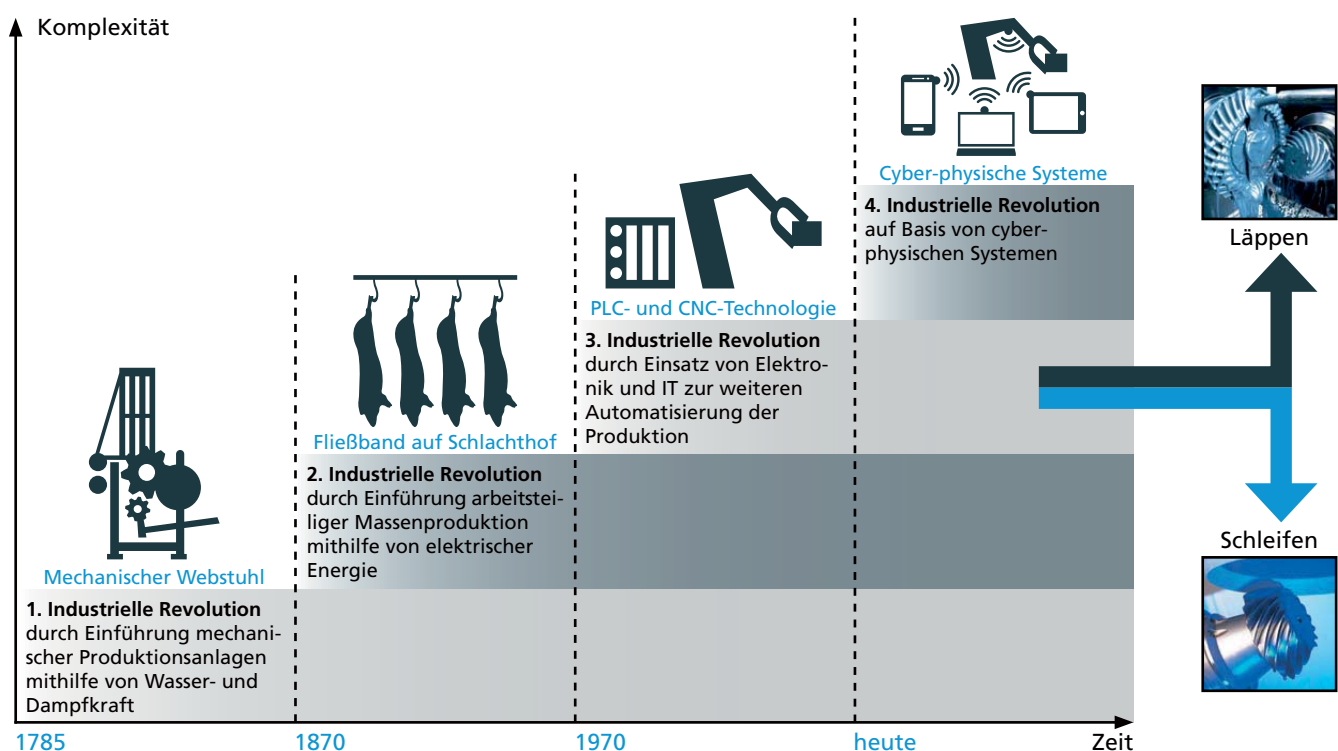 Komplexität
Cyber-physische Systeme
4. Industrielle Revolution
auf Basis von cyber-
physischen Systemen
Läppen
PLC- und CNC-Technologie
3. Industrielle Revolution
durch Einsatz von Elektro-
nik und IT zur weiteren
Automatisierung der
Produktion
Fließband auf Schlachthof
2. Industrielle Revolution
durch Einführung arbeitstei-
liger Massenproduktion
mithilfe von elektrischer
Energie
Schleifen
Mechanischer Webstuhl
1. Industrielle Revolution
durch Einführung mechani-
scher Produktionsanlagen
mithilfe von Wasser- und
Dampfkraft
1785
1870
1970
heute
Zeit